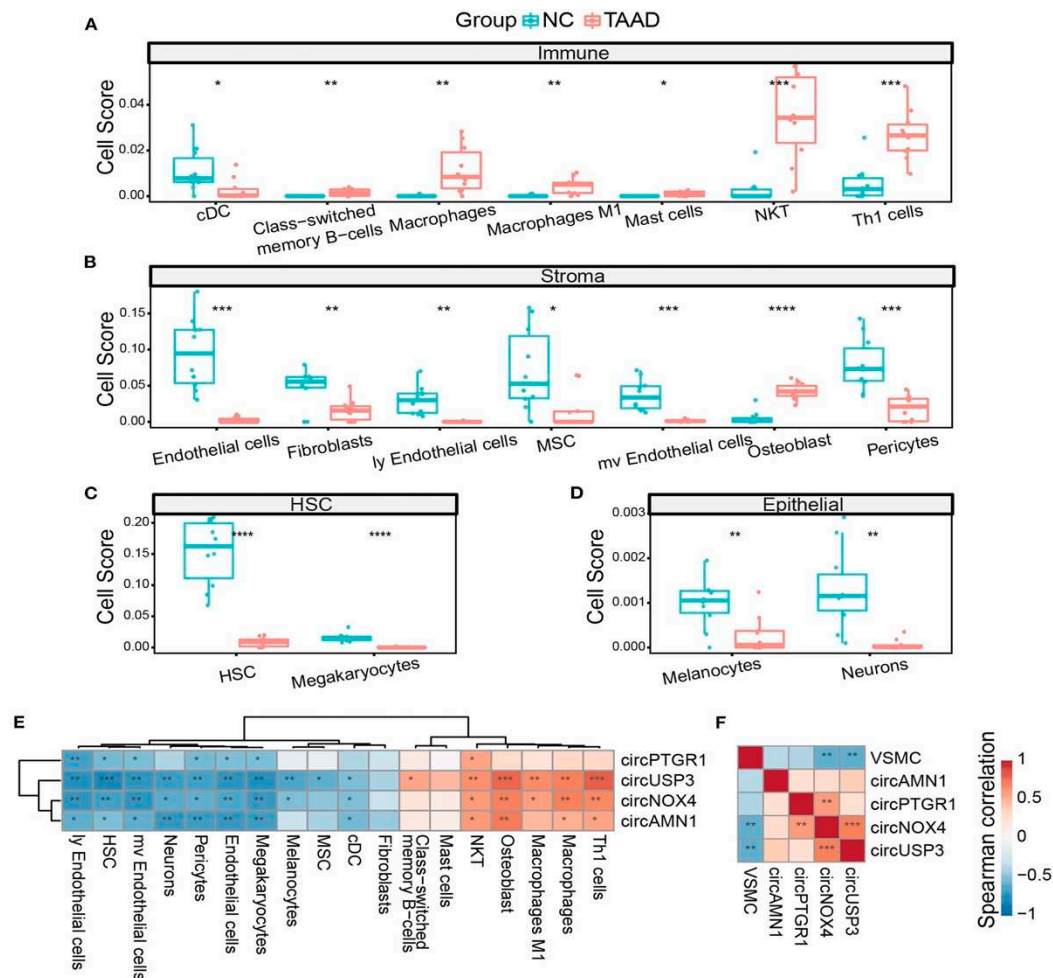 Group NC TAAD
A
Immune
* ** ** ** * *** ***
Cell Score
0.04
0.02
0.00
cDC
Class−switched
memory B−cells
Macrophages
Macrophages M1
Mast cells
NKT
Th1 cells
B
Stroma
*** ** ** * *** **** ***
Cell Score
0.15
0.10
0.05
0.00
Endothelial cells
Fibroblasts
ly Endothelial cells
MSC
mv Endothelial cells
Osteoblast
Pericytes
C
HSC
**** ****
Cell Score
0.20
0.15
0.10
0.05
0.00
HSC
Megakaryocytes
D
Epithelial
** **
Cell Score
0.003
0.002
0.001
0.000
Melanocytes
Neurons
E
circPTGR1
circUSP3
circNOX4
circAMN1
ly Endothelial cells
HSC
mv Endothelial cells
Neurons
Pericytes
Endothelial cells
Megakaryocytes
Melanocytes
MSC
cDC
Fibroblasts
Class−switched
memory B−cells
Mast cells
NKT
Osteoblast
Macrophages M1
Macrophages
Th1 cells
F
VSMC
circAMN1
circPTGR1
circNOX4
circUSP3
VSMC
circAMN1
circPTGR1
circNOX4
circUSP3
Spearman correlation
1
0.5
0
−0.5
−1